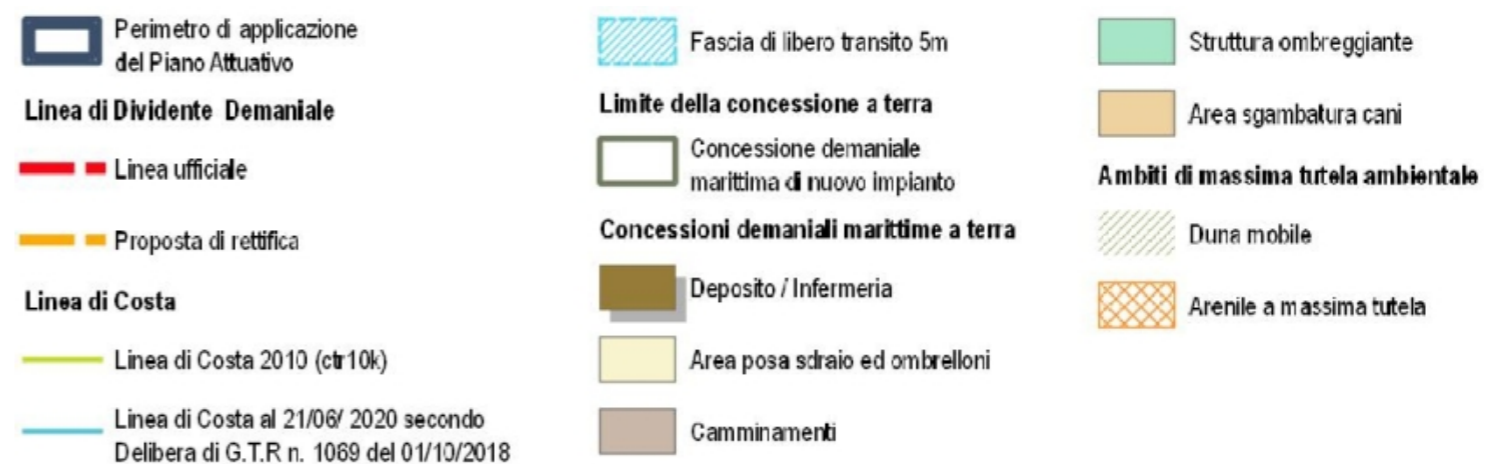 Perimetro di applicazione
del Piano Attuativo
Linea di Dividente Demaniale
Linea ufficiale
Proposta di rettifica
Linea di Costa
Linea di Costa 2010 (ctr10k)
Linea di Costa al 21/06/ 2020 secondo
Delibera di G.T.R n. 1069 del 01/10/2018
Fascia di libero transito 5m
Limite della concessione a terra
Concessione demaniale
marittima di nuovo impianto
Concessioni demaniali marittime a terra
Deposito / Infermeria
Area posa sdraio ed ombrelloni
Camminamenti
Struttura ombreggiante
Area sgambatura cani
Ambiti di massima tutela ambientale
Duna mobile
Arenile a massima tutela